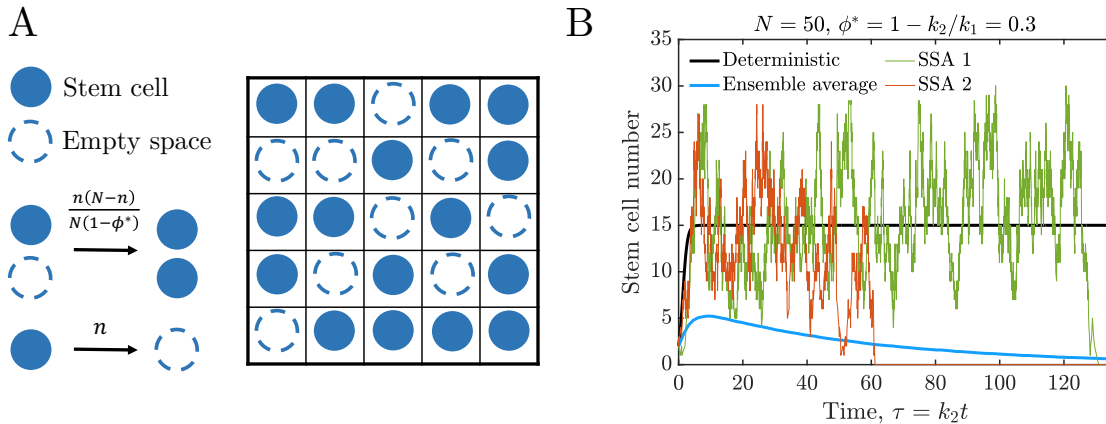 A
Stem cell
Empty space
n(N−n)
N(1−ϕ*)
n
B
N = 50, ϕ* = 1 − k₂/k₁ = 0.3
Deterministic
Ensemble average
SSA 1
SSA 2
Stem cell number
35
30
25
20
15
10
5
0
0 20 40 60 80 100 120
Time, τ = k₂t